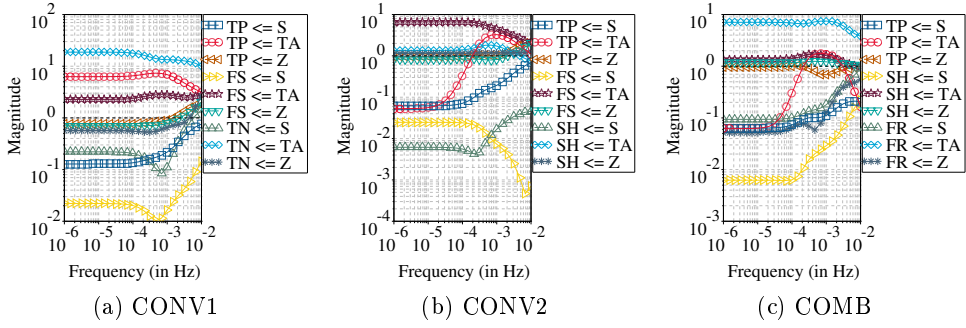 10^2
10^1
10^0
10^-1
10^-2
Magnitude
10^-6 10^-5 10^-4 10^-3 10^-2
Frequency (in Hz)
TP <= S
TP <= TA
TP <= Z
FS <= S
FS <= TA
FS <= Z
TN <= S
TN <= TA
TN <= Z
(a) CONV1
10^1
10^0
10^-1
10^-2
10^-3
10^-4
Magnitude
10^-6 10^-5 10^-4 10^-3 10^-2
Frequency (in Hz)
TP <= S
TP <= TA
TP <= Z
FS <= S
FS <= TA
FS <= Z
SH <= S
SH <= TA
SH <= Z
(b) CONV2
10^1
10^0
10^-1
10^-2
10^-3
Magnitude
10^-6 10^-5 10^-4 10^-3 10^-2
Frequency (in Hz)
TP <= S
TP <= TA
TP <= Z
SH <= S
SH <= TA
SH <= Z
FR <= S
FR <= TA
FR <= Z
(c) COMB